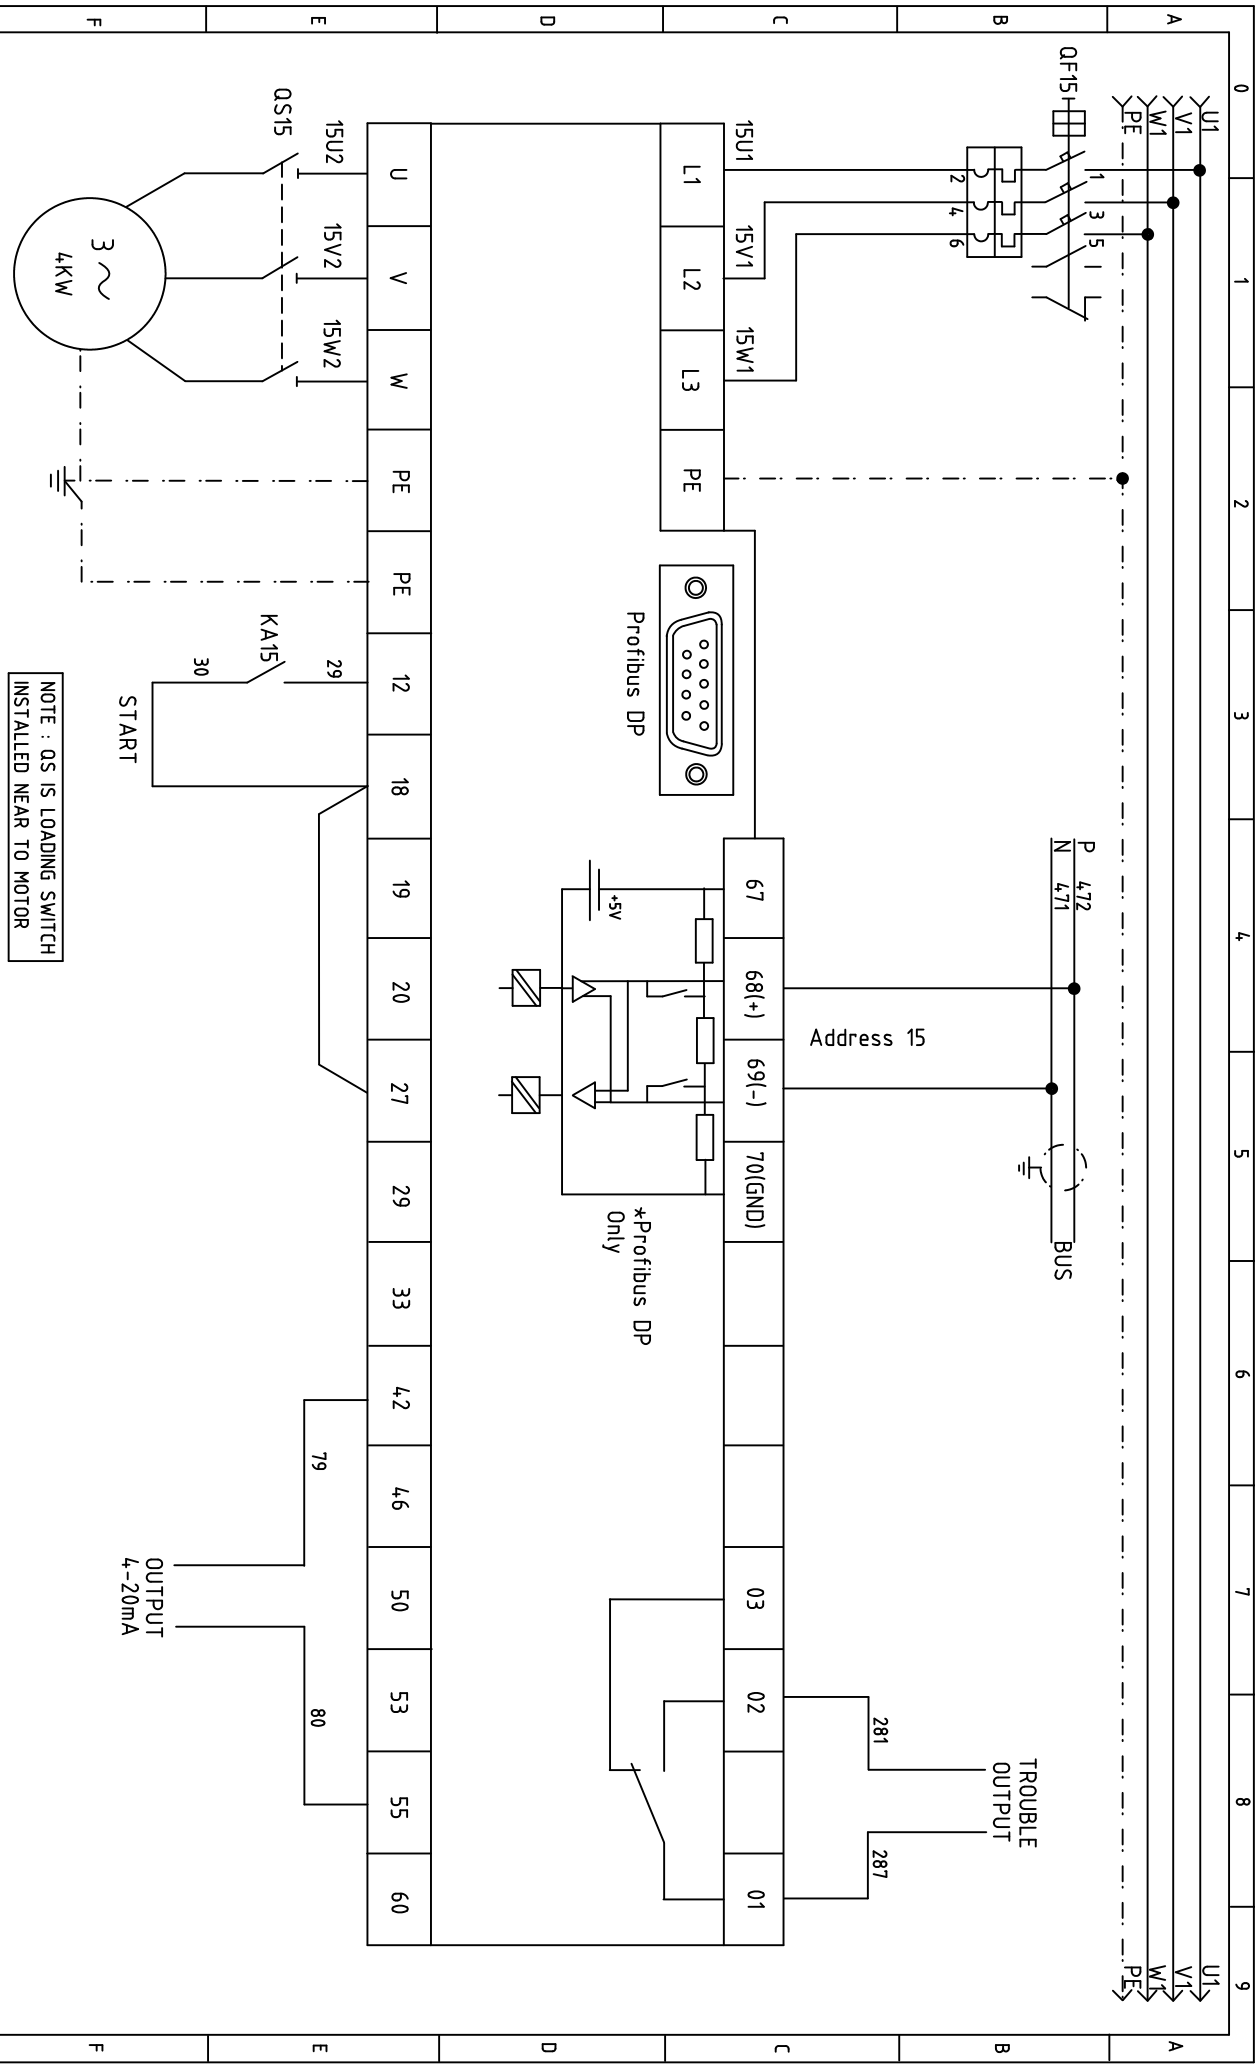 0
1
2
3
4
5
6
7
8
9
A
B
C
D
E
F
A
B
C
D
E
F
U1
V1
W1
PE
U1
V1
W1
PE
QF15
1
3
5
2
4
6
P 472
N 471
BUS
Address 15
TROUBLE
OUTPUT
281
287
15U1
15V1
15W1
L1
L2
L3
PE
67
68(+)
69(-)
70(GND)
03
02
01
Profibus DP
+5V
*Profibus DP
Only
U
V
W
PE
PE
12
18
19
20
27
29
33
42
46
50
53
55
60
15U2
15V2
15W2
QS15
3 ~
4KW
29
KA15
30
START
79
80
OUTPUT
4-20mA
NOTE : QS IS LOADING SWITCH
INSTALLED NEAR TO MOTOR